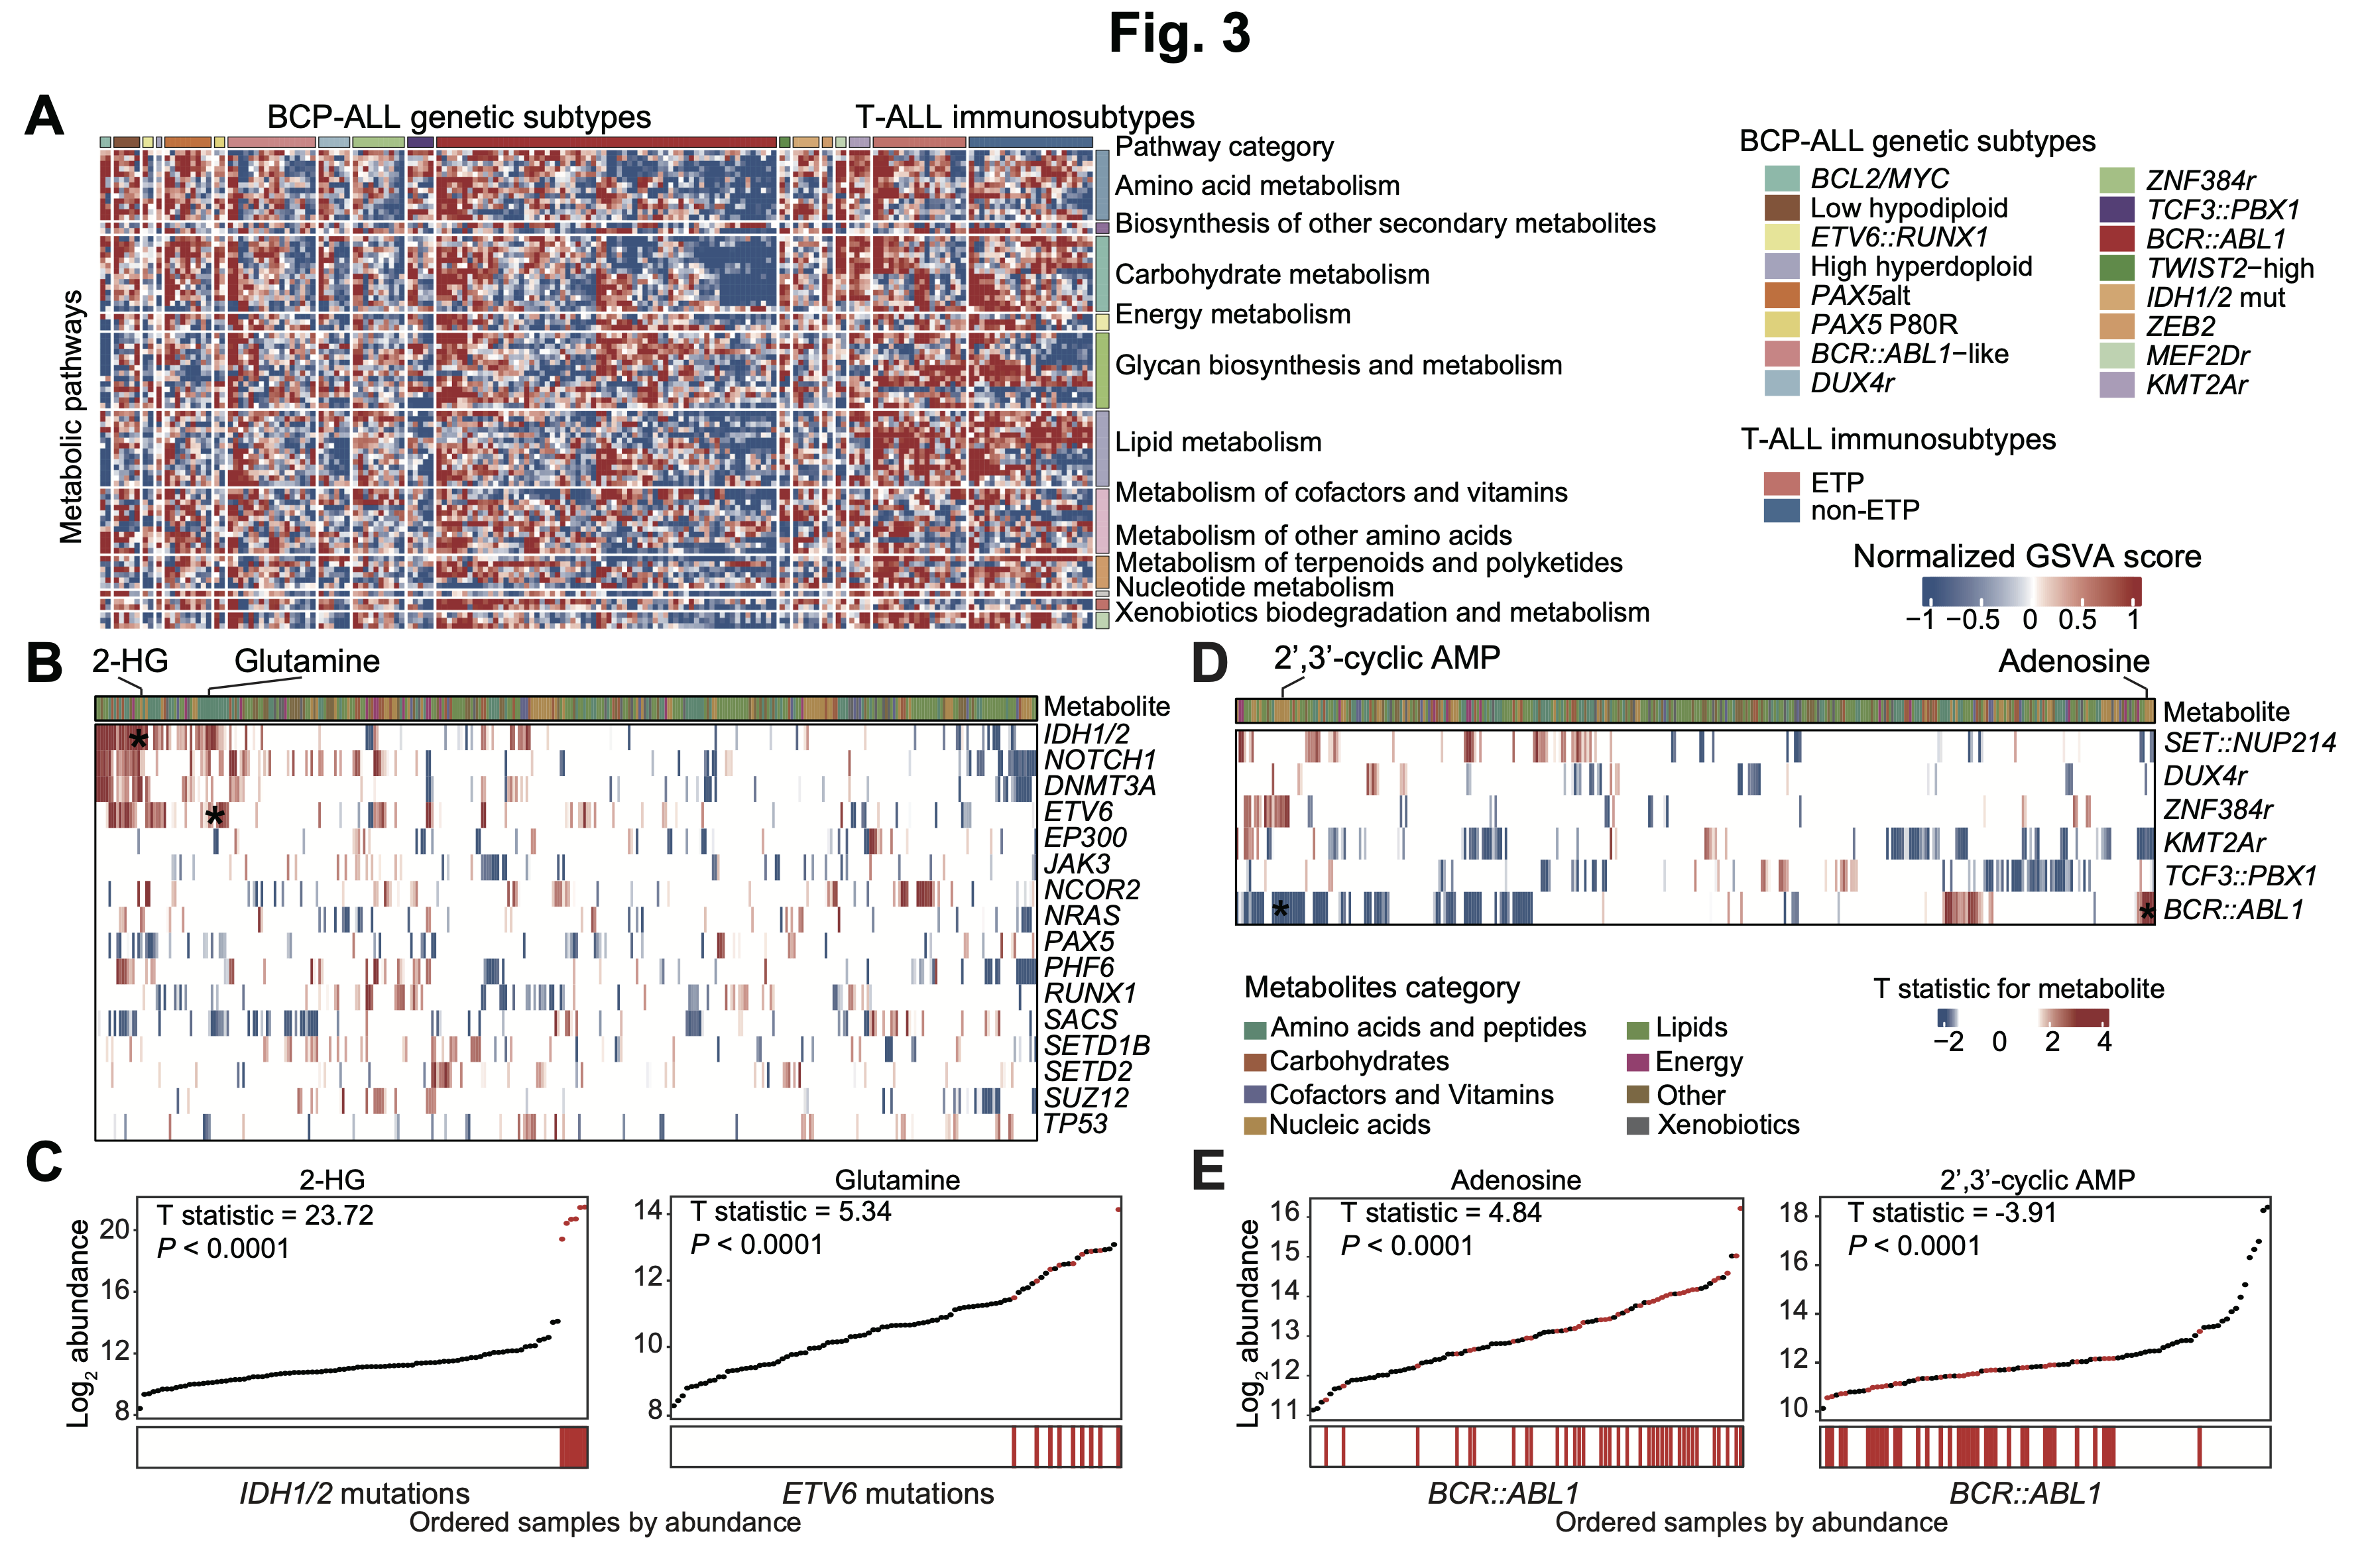 Fig. 3
A
BCP-ALL genetic subtypes
T-ALL immunosubtypes
Metabolic pathways
Pathway category
Amino acid metabolism
Biosynthesis of other secondary metabolites
Carbohydrate metabolism
Energy metabolism
Glycan biosynthesis and metabolism
Lipid metabolism
Metabolism of cofactors and vitamins
Metabolism of other amino acids
Metabolism of terpenoids and polyketides
Nucleotide metabolism
Xenobiotics biodegradation and metabolism
BCP-ALL genetic subtypes
BCL2/MYC
Low hypodiploid
ETV6::RUNX1
High hyperdoploid
PAX5alt
PAX5 P80R
BCR::ABL1−like
DUX4r
ZNF384r
TCF3::PBX1
BCR::ABL1
TWIST2−high
IDH1/2 mut
ZEB2
MEF2Dr
KMT2Ar
T-ALL immunosubtypes
ETP
non-ETP
Normalized GSVA score
−1 −0.5 0 0.5 1
B
2-HG
Glutamine
Metabolite
IDH1/2
*
NOTCH1
DNMT3A
ETV6
*
EP300
JAK3
NCOR2
NRAS
PAX5
PHF6
RUNX1
SACS
SETD1B
SETD2
SUZ12
TP53
D
2’,3’-cyclic AMP
Adenosine
Metabolite
SET::NUP214
DUX4r
ZNF384r
KMT2Ar
TCF3::PBX1
BCR::ABL1
* *
Metabolites category
Amino acids and peptides
Carbohydrates
Cofactors and Vitamins
Nucleic acids
Lipids
Energy
Other
Xenobiotics
T statistic for metabolite
−2 0 2 4
C
2-HG
T statistic = 23.72
P < 0.0001
Log2 abundance
20
16
12
8
IDH1/2 mutations
Glutamine
T statistic = 5.34
P < 0.0001
14
12
10
8
ETV6 mutations
Ordered samples by abundance
E
Adenosine
T statistic = 4.84
P < 0.0001
Log2 abundance
16
15
14
13
12
11
BCR::ABL1
2’,3’-cyclic AMP
T statistic = -3.91
P < 0.0001
18
16
14
12
10
BCR::ABL1
Ordered samples by abundance